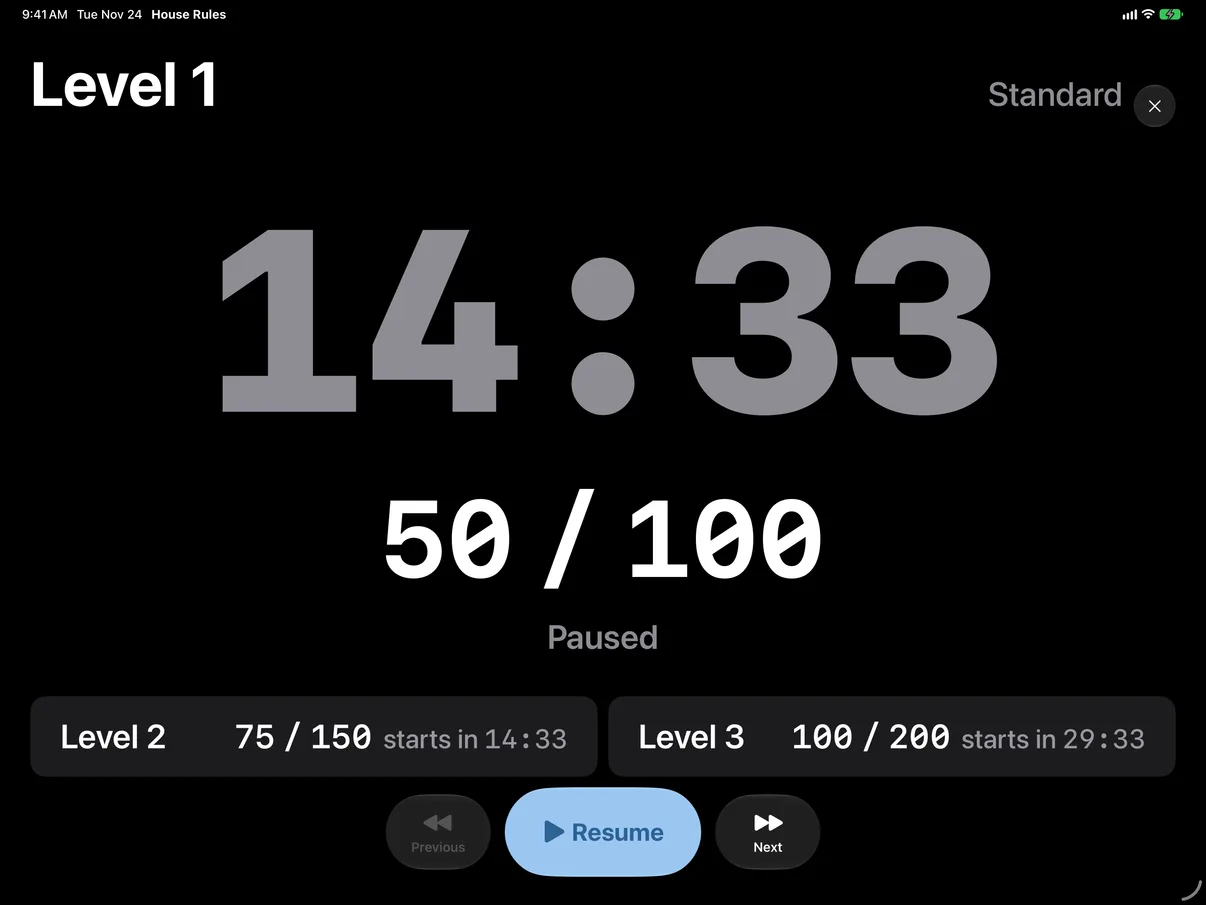 9:41 AM Tue Nov 24 House Rules
Level 1
Standard
14:33
50 / 100
Paused
Level 2 75 / 150 starts in 14:33
Level 3 100 / 200 starts in 29:33
Previous
Resume
Next